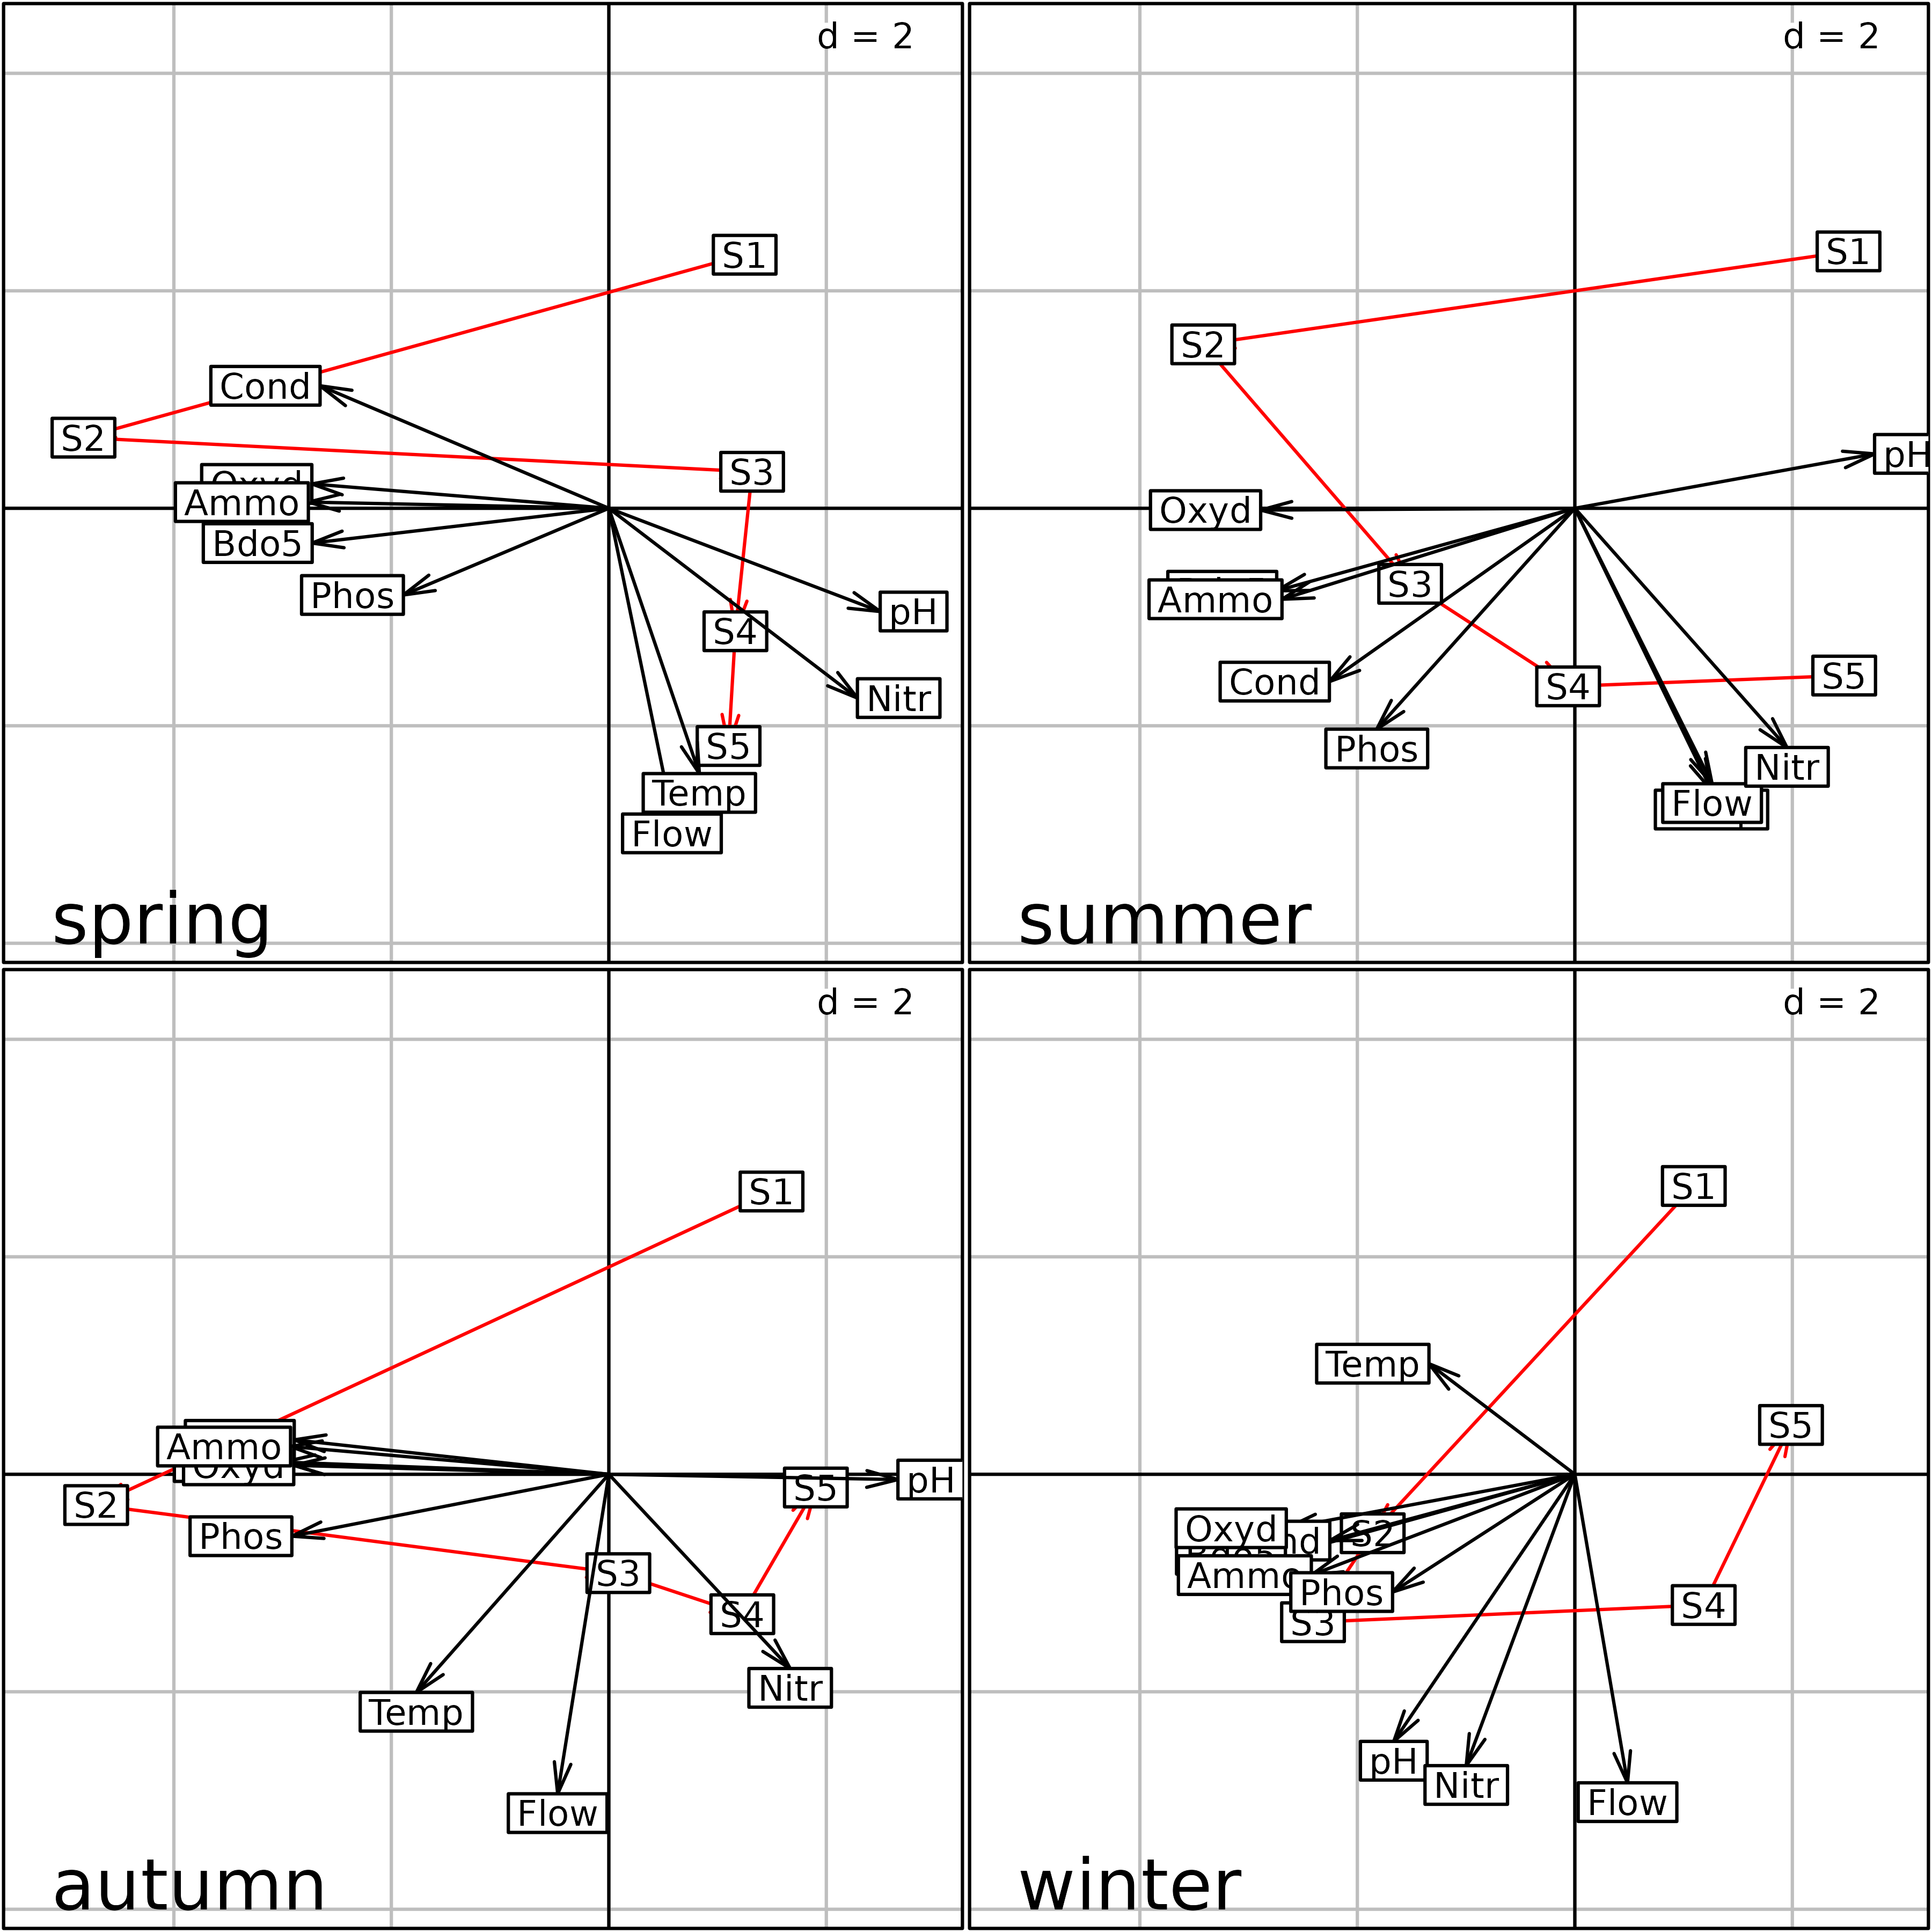 d = 2
S1
Cond
S2
S3
Oxyd
Ammo
Bdo5
Phos
pH
S4
Nitr
S5
Temp
Flow
spring
d = 2
S1
S2
pH
Oxyd
S3
Ammo
Cond
S4
S5
Phos
Nitr
Flow
summer
d = 2
S1
Ammo
Oxyd
S5
pH
S2
Phos
S3
S4
Nitr
Temp
Flow
autumn
d = 2
S1
Temp
S5
Oxyd
S2
Bdo5
Ammo
Phos
S4
S3
pH
Nitr
Flow
winter